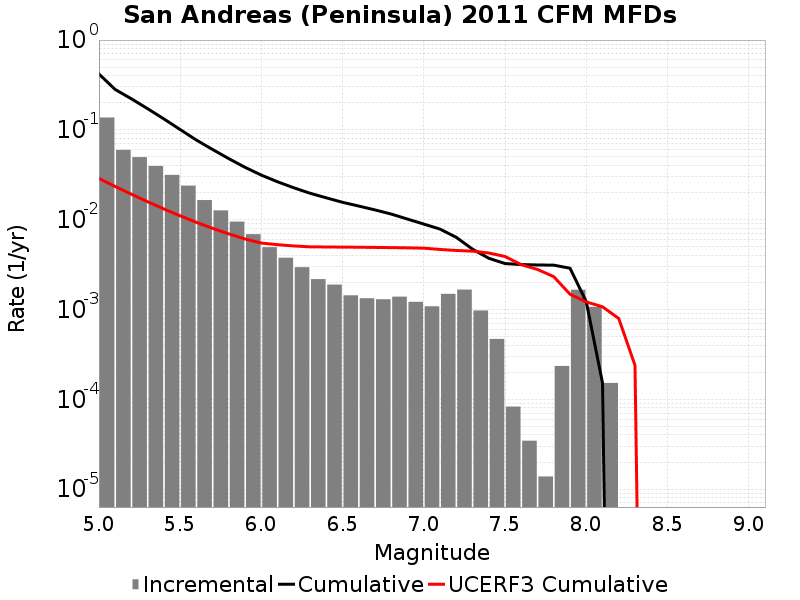 San Andreas (Peninsula) 2011 CFM MFDs
10^0
10^-1
10^-2
10^-3
10^-4
10^-5
Rate (1/yr)
5.0 5.5 6.0 6.5 7.0 7.5 8.0 8.5 9.0
Magnitude
Incremental Cumulative UCERF3 Cumulative